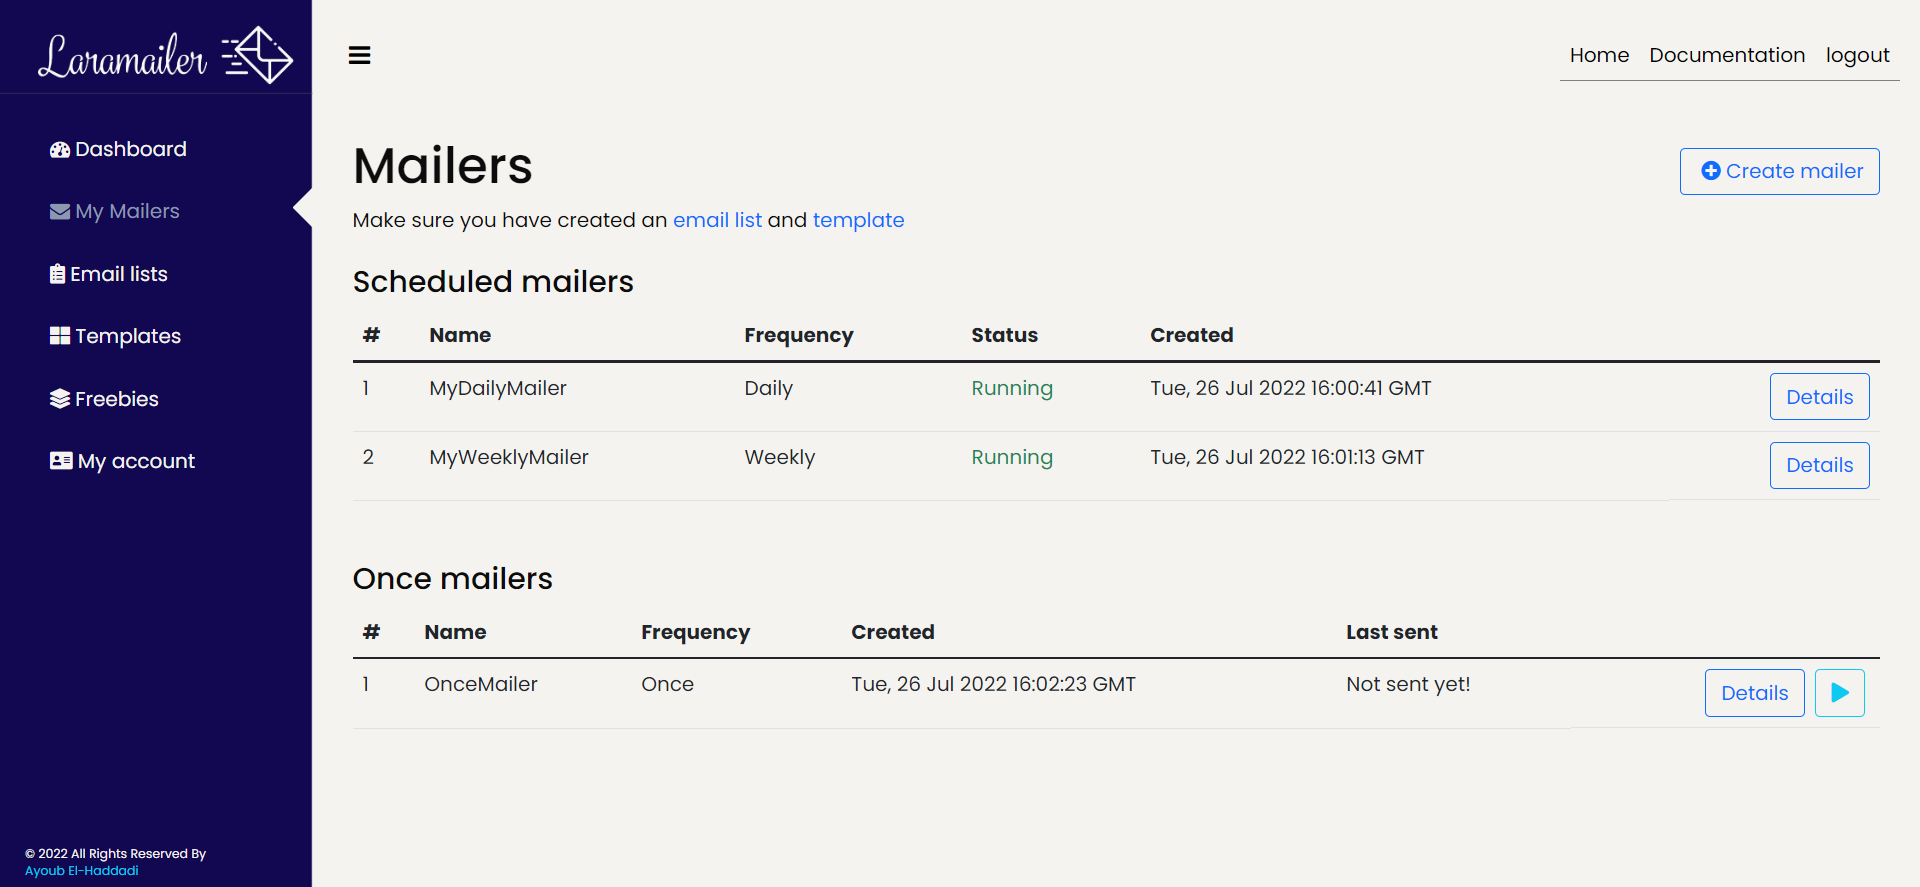 Laramailer
Home Documentation logout
Dashboard
My Mailers
Email lists
Templates
Freebies
My account
© 2022 All Rights Reserved By
Ayoub El-Haddadi
Mailers
Create mailer
Make sure you have created an email list and template
Scheduled mailers
# Name Frequency Status Created
1 MyDailyMailer Daily Running Tue, 26 Jul 2022 16:00:41 GMT Details
2 MyWeeklyMailer Weekly Running Tue, 26 Jul 2022 16:01:13 GMT Details
Once mailers
# Name Frequency Created Last sent
1 OnceMailer Once Tue, 26 Jul 2022 16:02:23 GMT Not sent yet! Details